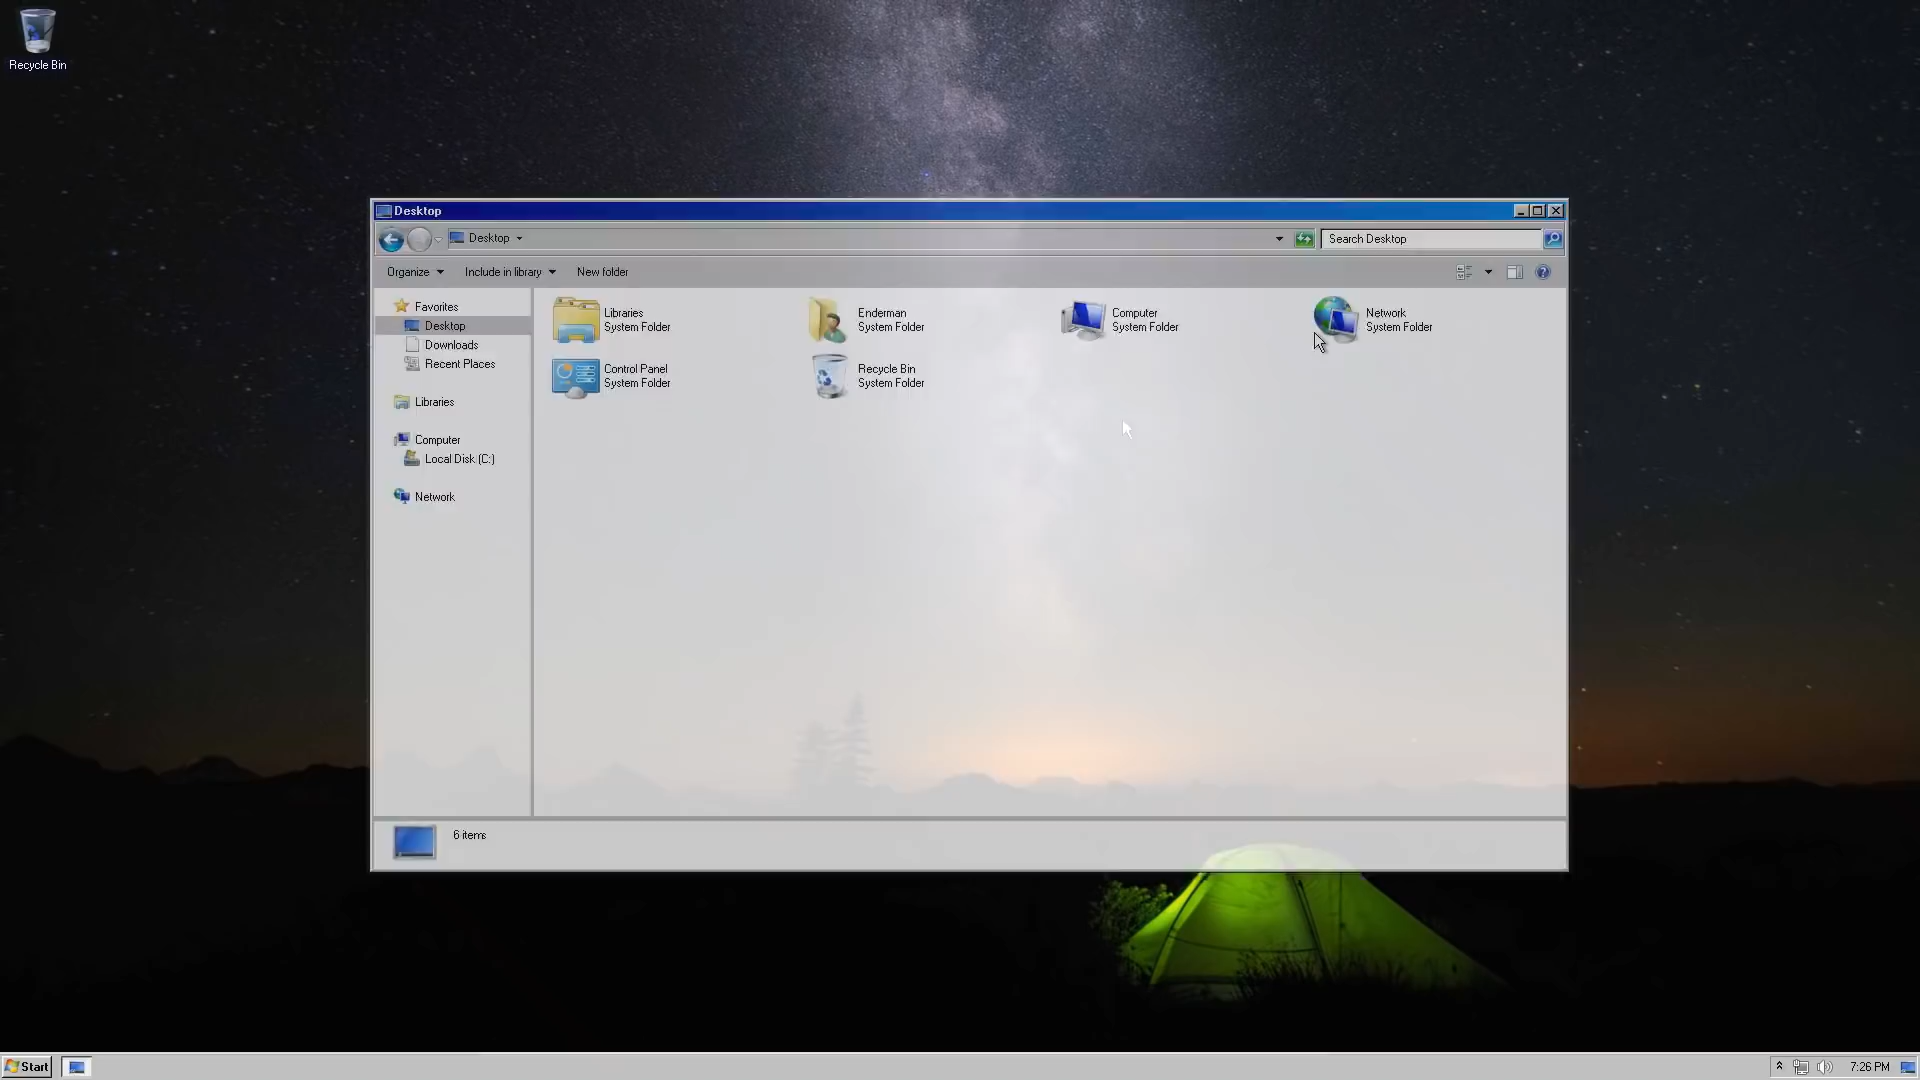 Recycle Bin
Desktop
Desktop
Search Desktop
Organize
Include in library
New folder
Favorites
Desktop
Downloads
Recent Places
Libraries
Computer
Local Disk (C:)
Network
Libraries
System Folder
Enderman
System Folder
Computer
System Folder
Network
System Folder
Control Panel
System Folder
Recycle Bin
System Folder
6 items
Start
7:26 PM